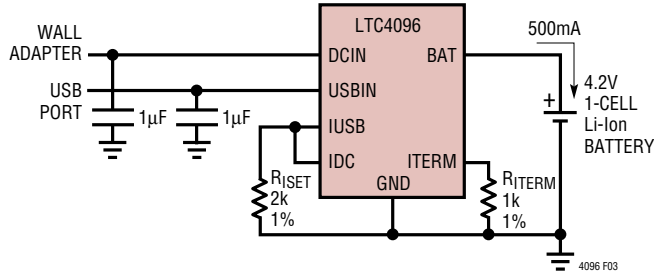 WALL
ADAPTER
USB
PORT
1μF
1μF
LTC4096
DCIN
BAT
USBIN
IUSB
IDC
ITERM
GND
RISET
2k
1%
RITERM
1k
1%
500mA
+
4.2V
1-CELL
Li-Ion
BATTERY
4096 F03